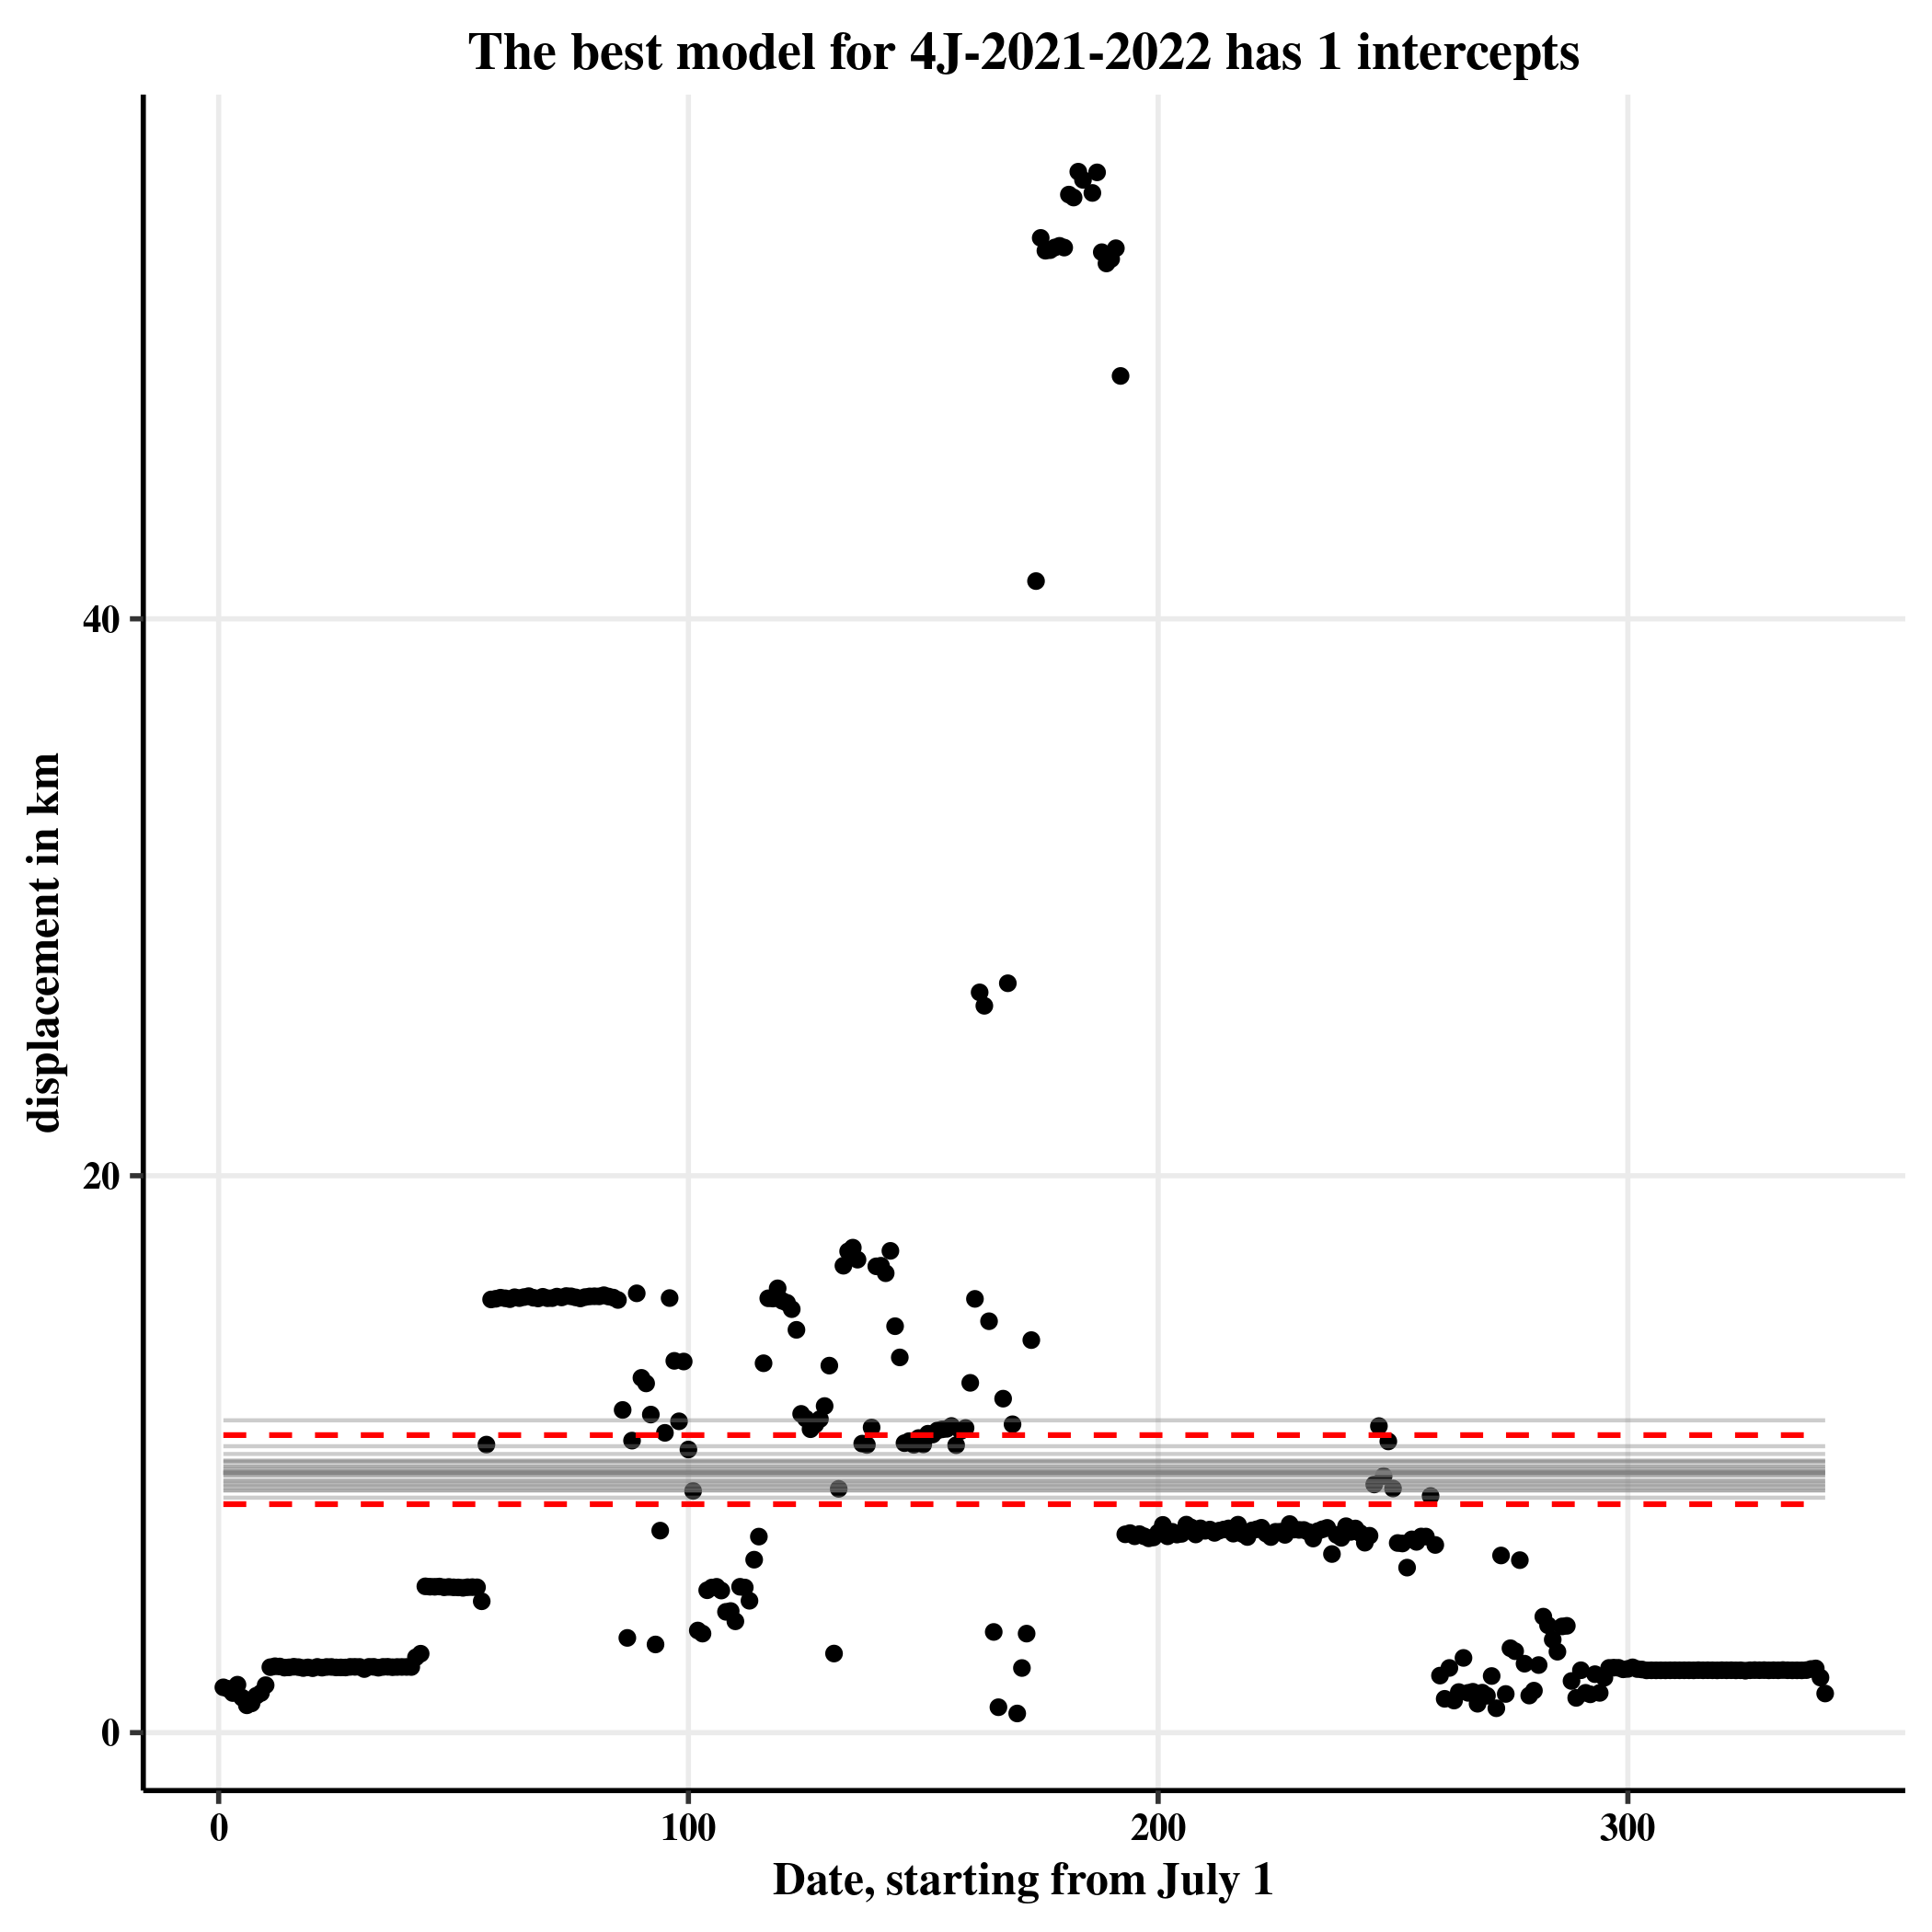 The best model for 4J-2021-2022 has 1 intercepts
displacement in km
40
20
0
0 100 200 300
Date, starting from July 1